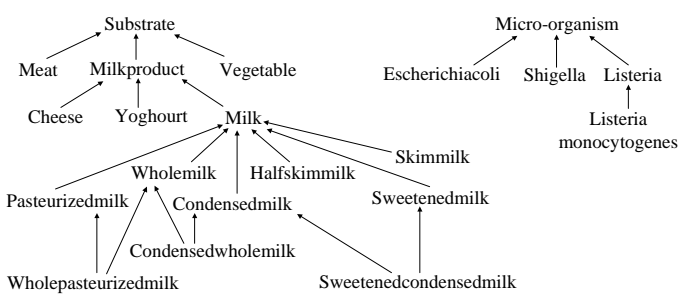 Substrate
Micro-organism
Meat
Milkproduct
Vegetable
Escherichiacoli
Shigella
Listeria
Cheese
Yoghourt
Milk
Listeria
monocytogenes
Skimmilk
Wholemilk
Halfskimmilk
Pasteurizedmilk
Condensedmilk
Sweetenedmilk
Condensedwholemilk
Wholepasteurizedmilk
Sweetenedcondensedmilk